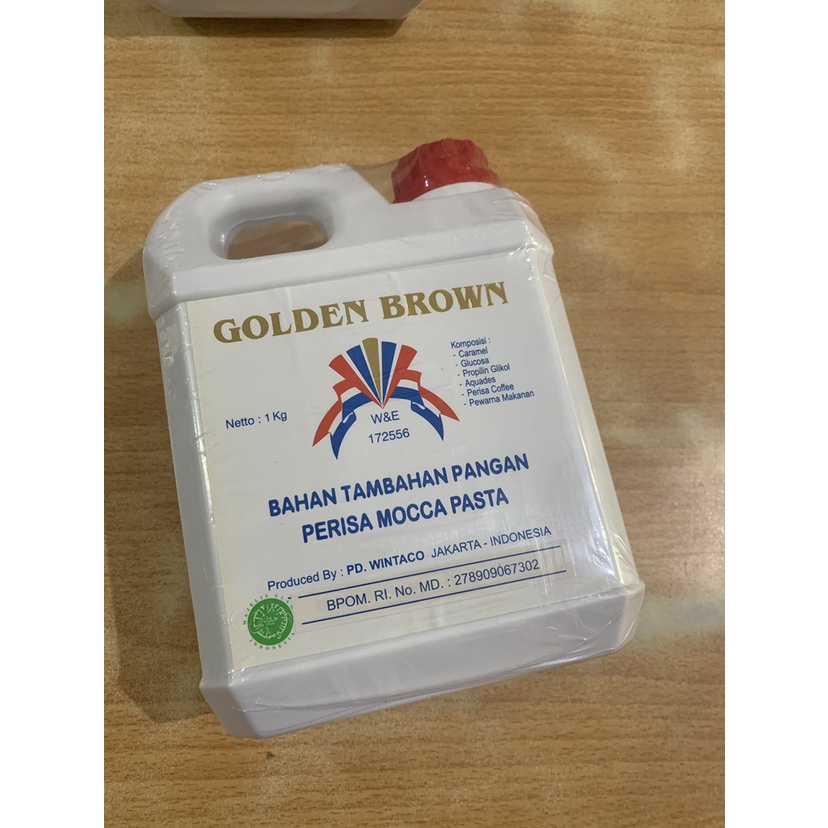 GOLDEN BROWN
Komposisi :
- Caramel
- Glucosa
- Propilin Glikol
- Aquades
- Perisa Coffee
- Pewarna Makanan
Netto : 1 Kg
W&E
172556
BAHAN TAMBAHAN PANGAN
PERISA MOCCA PASTA
Produced By : PD. WINTACO JAKARTA - INDONESIA
BPOM. RI. No. MD. : 278909067302
INDONESIA